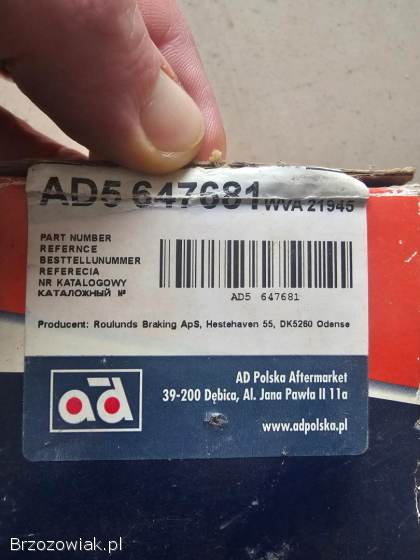 AD5 647681 WVA 21945
PART NUMBER
REFERNCE
BESTTELLUNUMMER
REFERECIA
NR KATALOGOWY
КАТАЛОЖНЫЙ №
AD5 647681
Producent: Roulunds Braking ApS, Hestehaven 55, DK5260 Odense
ad
AD Polska Aftermarket
39-200 Dębica, Al. Jana Pawła II 11a
www.adpolska.pl
Brzozowiak.pl